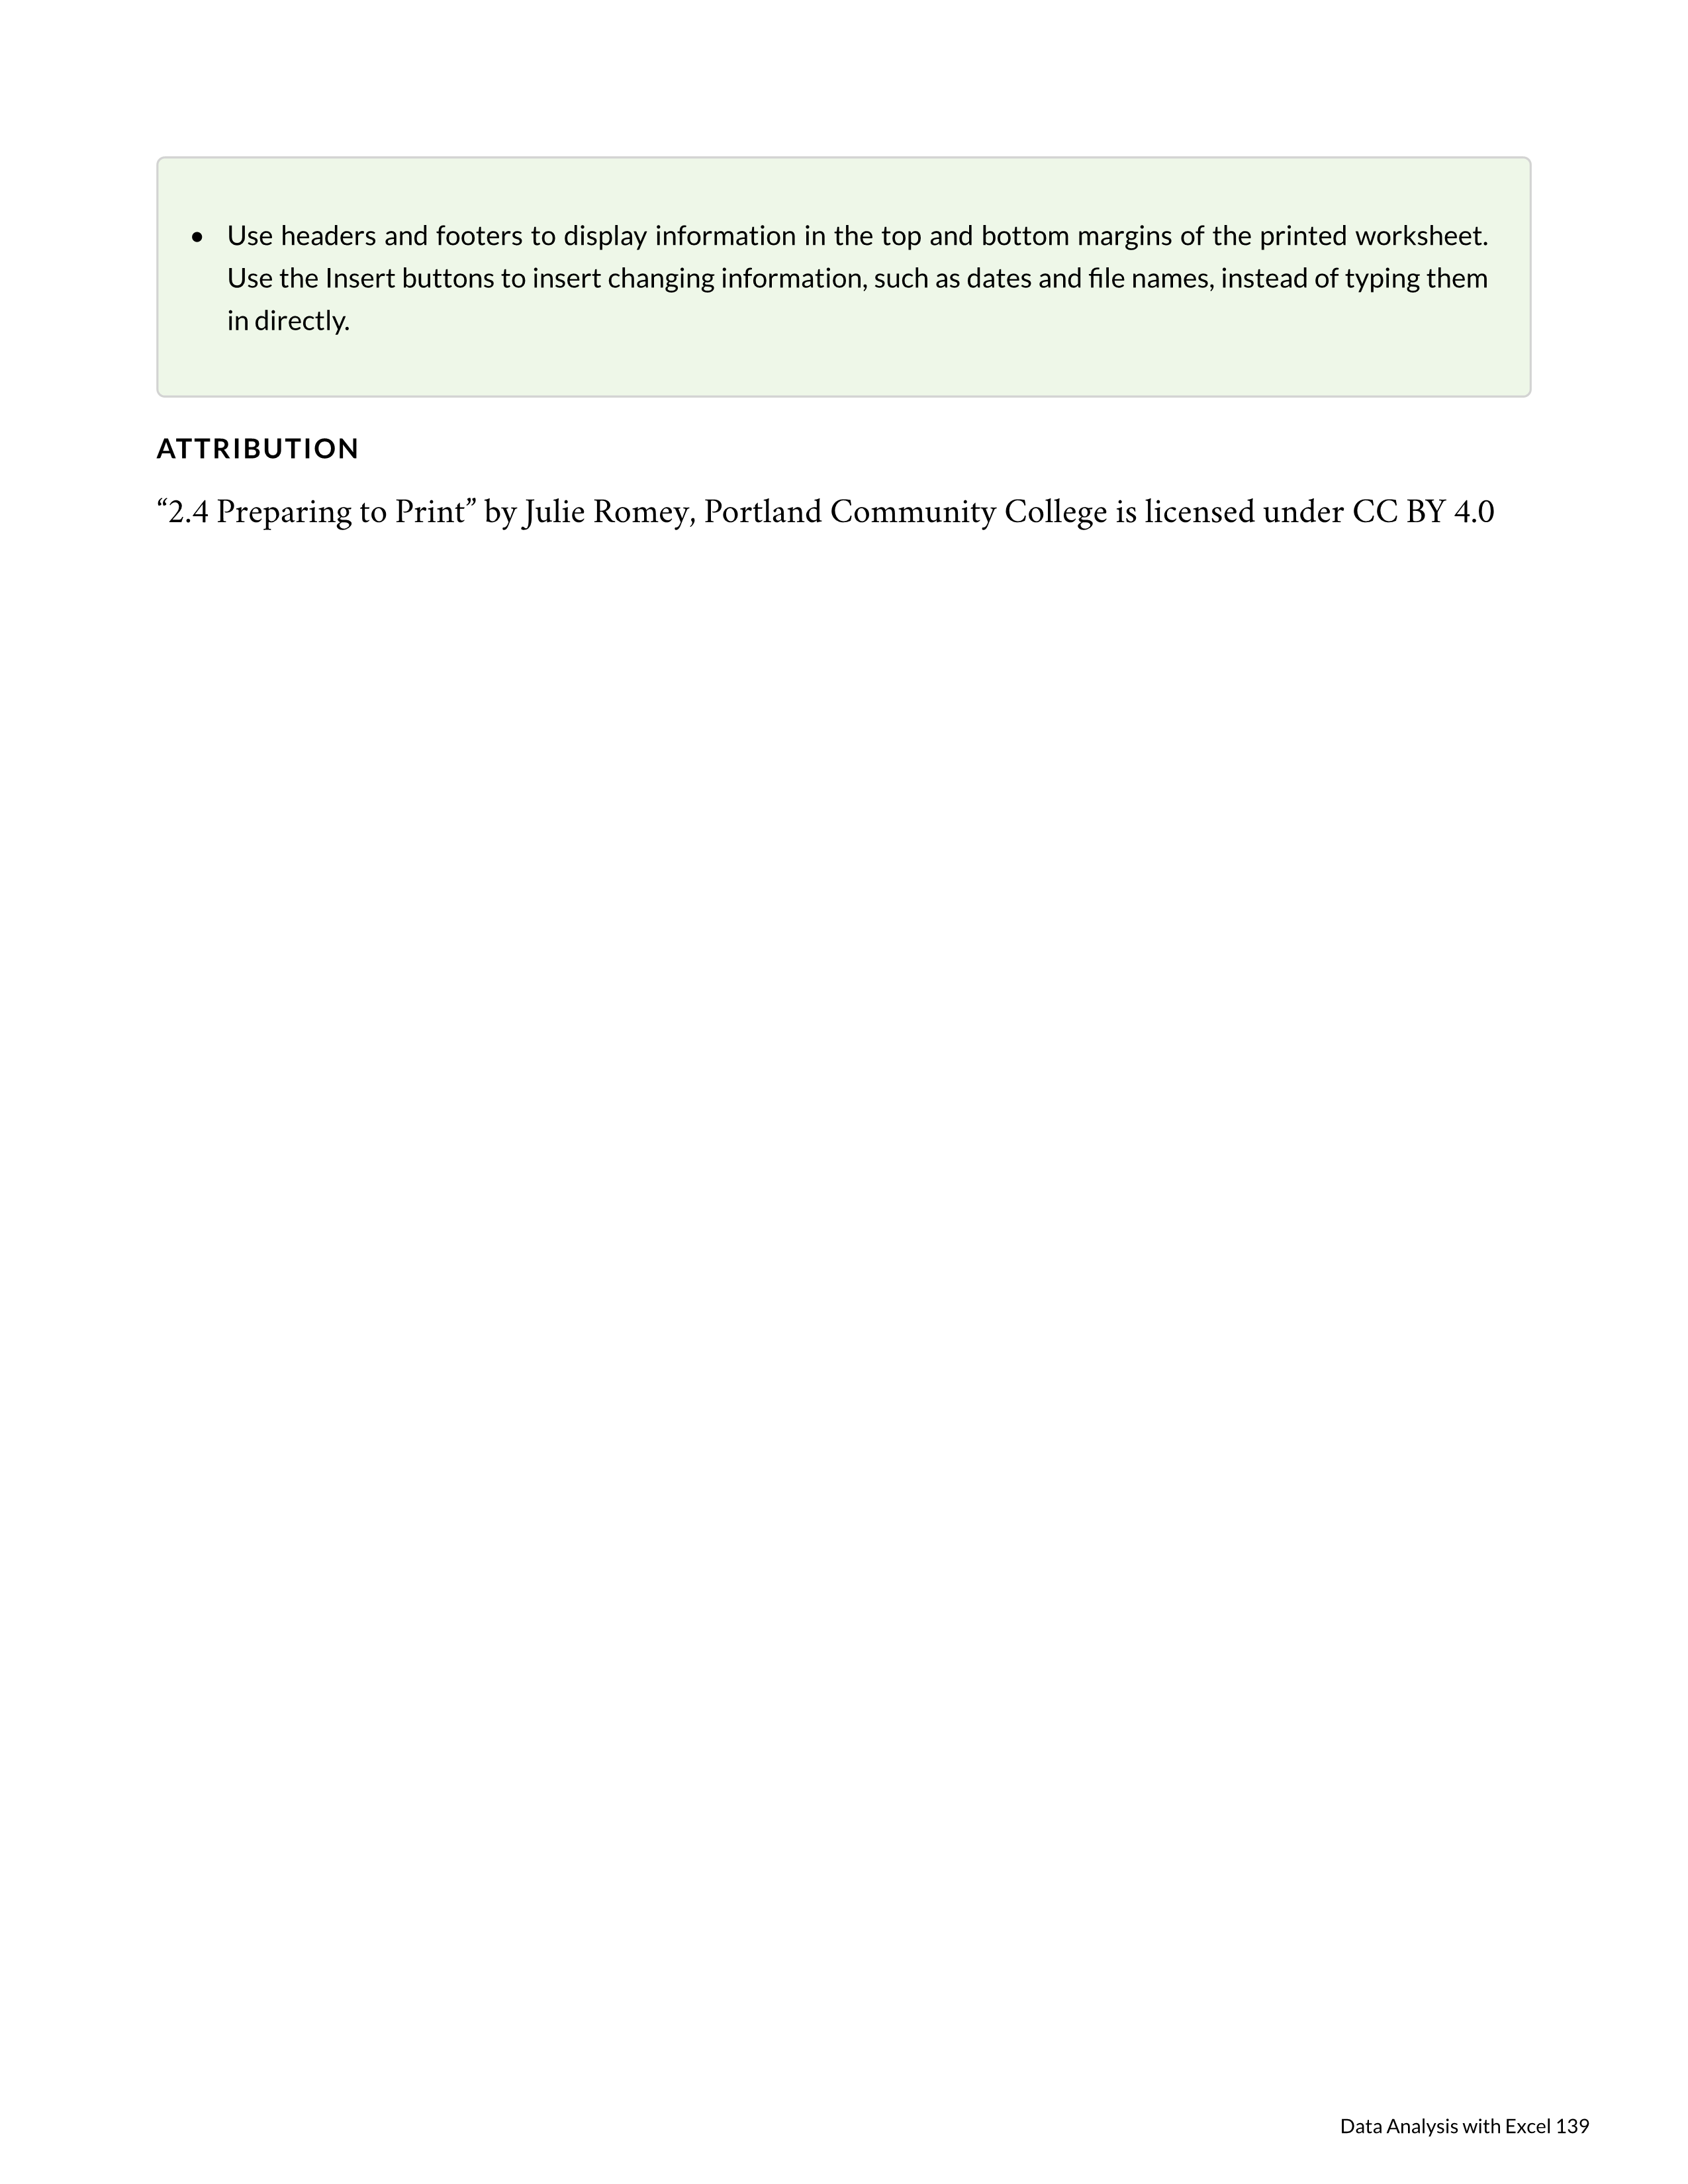 • Use headers and footers to display information in the top and bottom margins of the printed worksheet.
Use the Insert buttons to insert changing information, such as dates and file names, instead of typing them
in directly.
ATTRIBUTION
“2.4 Preparing to Print” by Julie Romey, Portland Community College is licensed under CC BY 4.0
Data Analysis with Excel 139